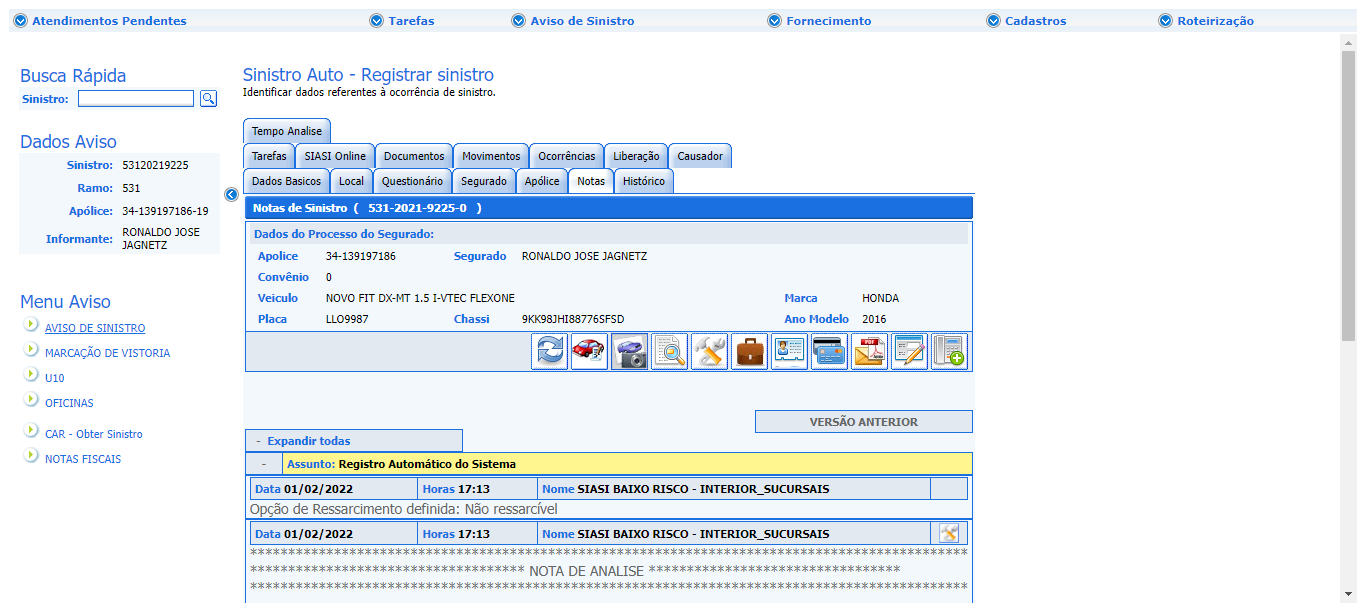 Atendimentos Pendentes Tarefas Aviso de Sinistro Fornecimento Cadastros Roteirização
Busca Rápida
Sinistro:
Dados Aviso
Sinistro: 53120219225
Ramo: 531
Apólice: 34-139197186-19
Informante: RONALDO JOSE
JAGNETZ
Menu Aviso
AVISO DE SINISTRO
MARCAÇÃO DE VISTORIA
U10
OFICINAS
CAR - Obter Sinistro
NOTAS FISCAIS
Sinistro Auto - Registrar sinistro
Identificar dados referentes à ocorrência de sinistro.
Tempo Analise
Tarefas SIASI Online Documentos Movimentos Ocorrências Liberação Causador
Dados Basicos Local Questionário Segurado Apólice Notas Histórico
Notas de Sinistro ( 531-2021-9225-0 )
Dados do Processo do Segurado:
Apolice 34-139197186 Segurado RONALDO JOSE JAGNETZ
Convênio 0
Veiculo NOVO FIT DX-MT 1.5 I-VTEC FLEXONE Marca HONDA
Placa LLO9987 Chassi 9KK98JHI88776SFSD Ano Modelo 2016
PDF
VERSÃO ANTERIOR
- Expandir todas
- Assunto: Registro Automático do Sistema
Data 01/02/2022 Horas 17:13 Nome SIASI BAIXO RISCO - INTERIOR_SUCURSAIS
Opção de Ressarcimento definida: Não ressarcível
Data 01/02/2022 Horas 17:13 Nome SIASI BAIXO RISCO - INTERIOR_SUCURSAIS
******************************************************************************************
*********************************** NOTA DE ANALISE ********************************
******************************************************************************************